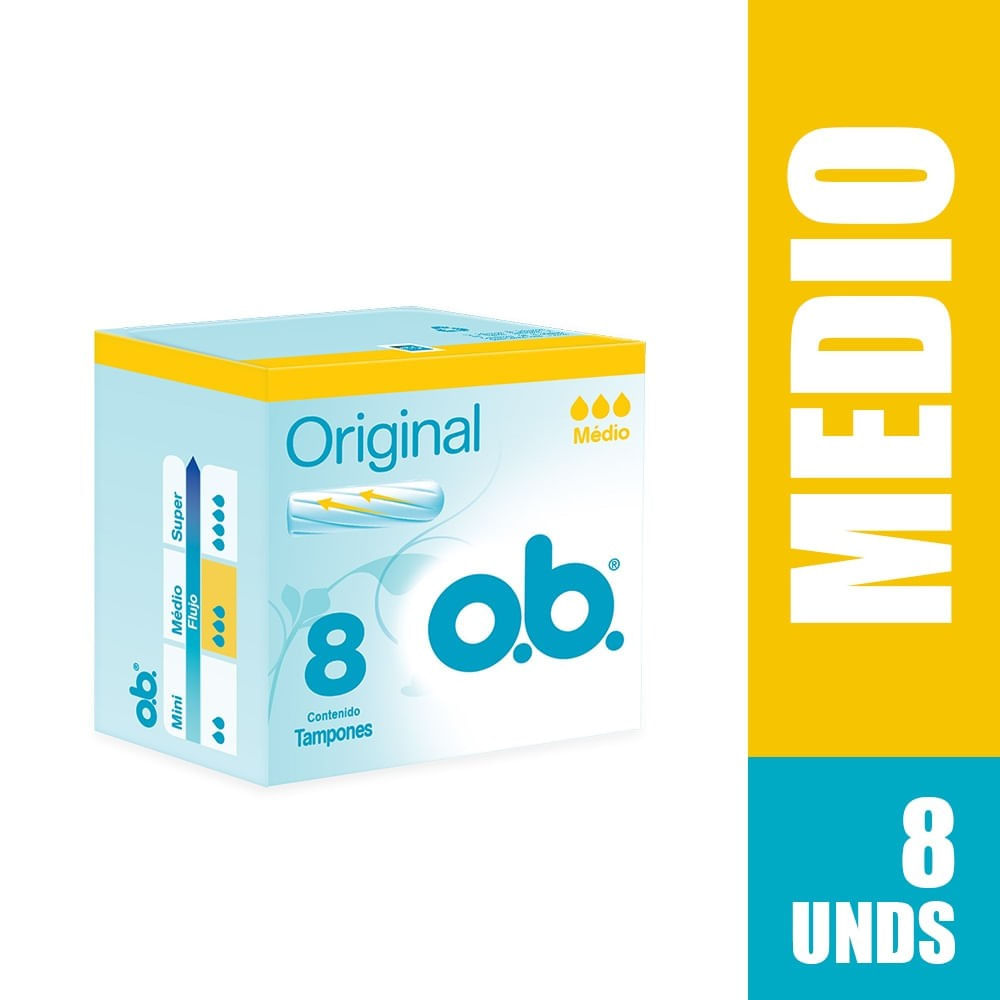 Original
Médio
o.b.®
8
Contenido
Tampones
o.b.®
Mini
Médio
Super
Flujo
MEDIO
8
UNDS